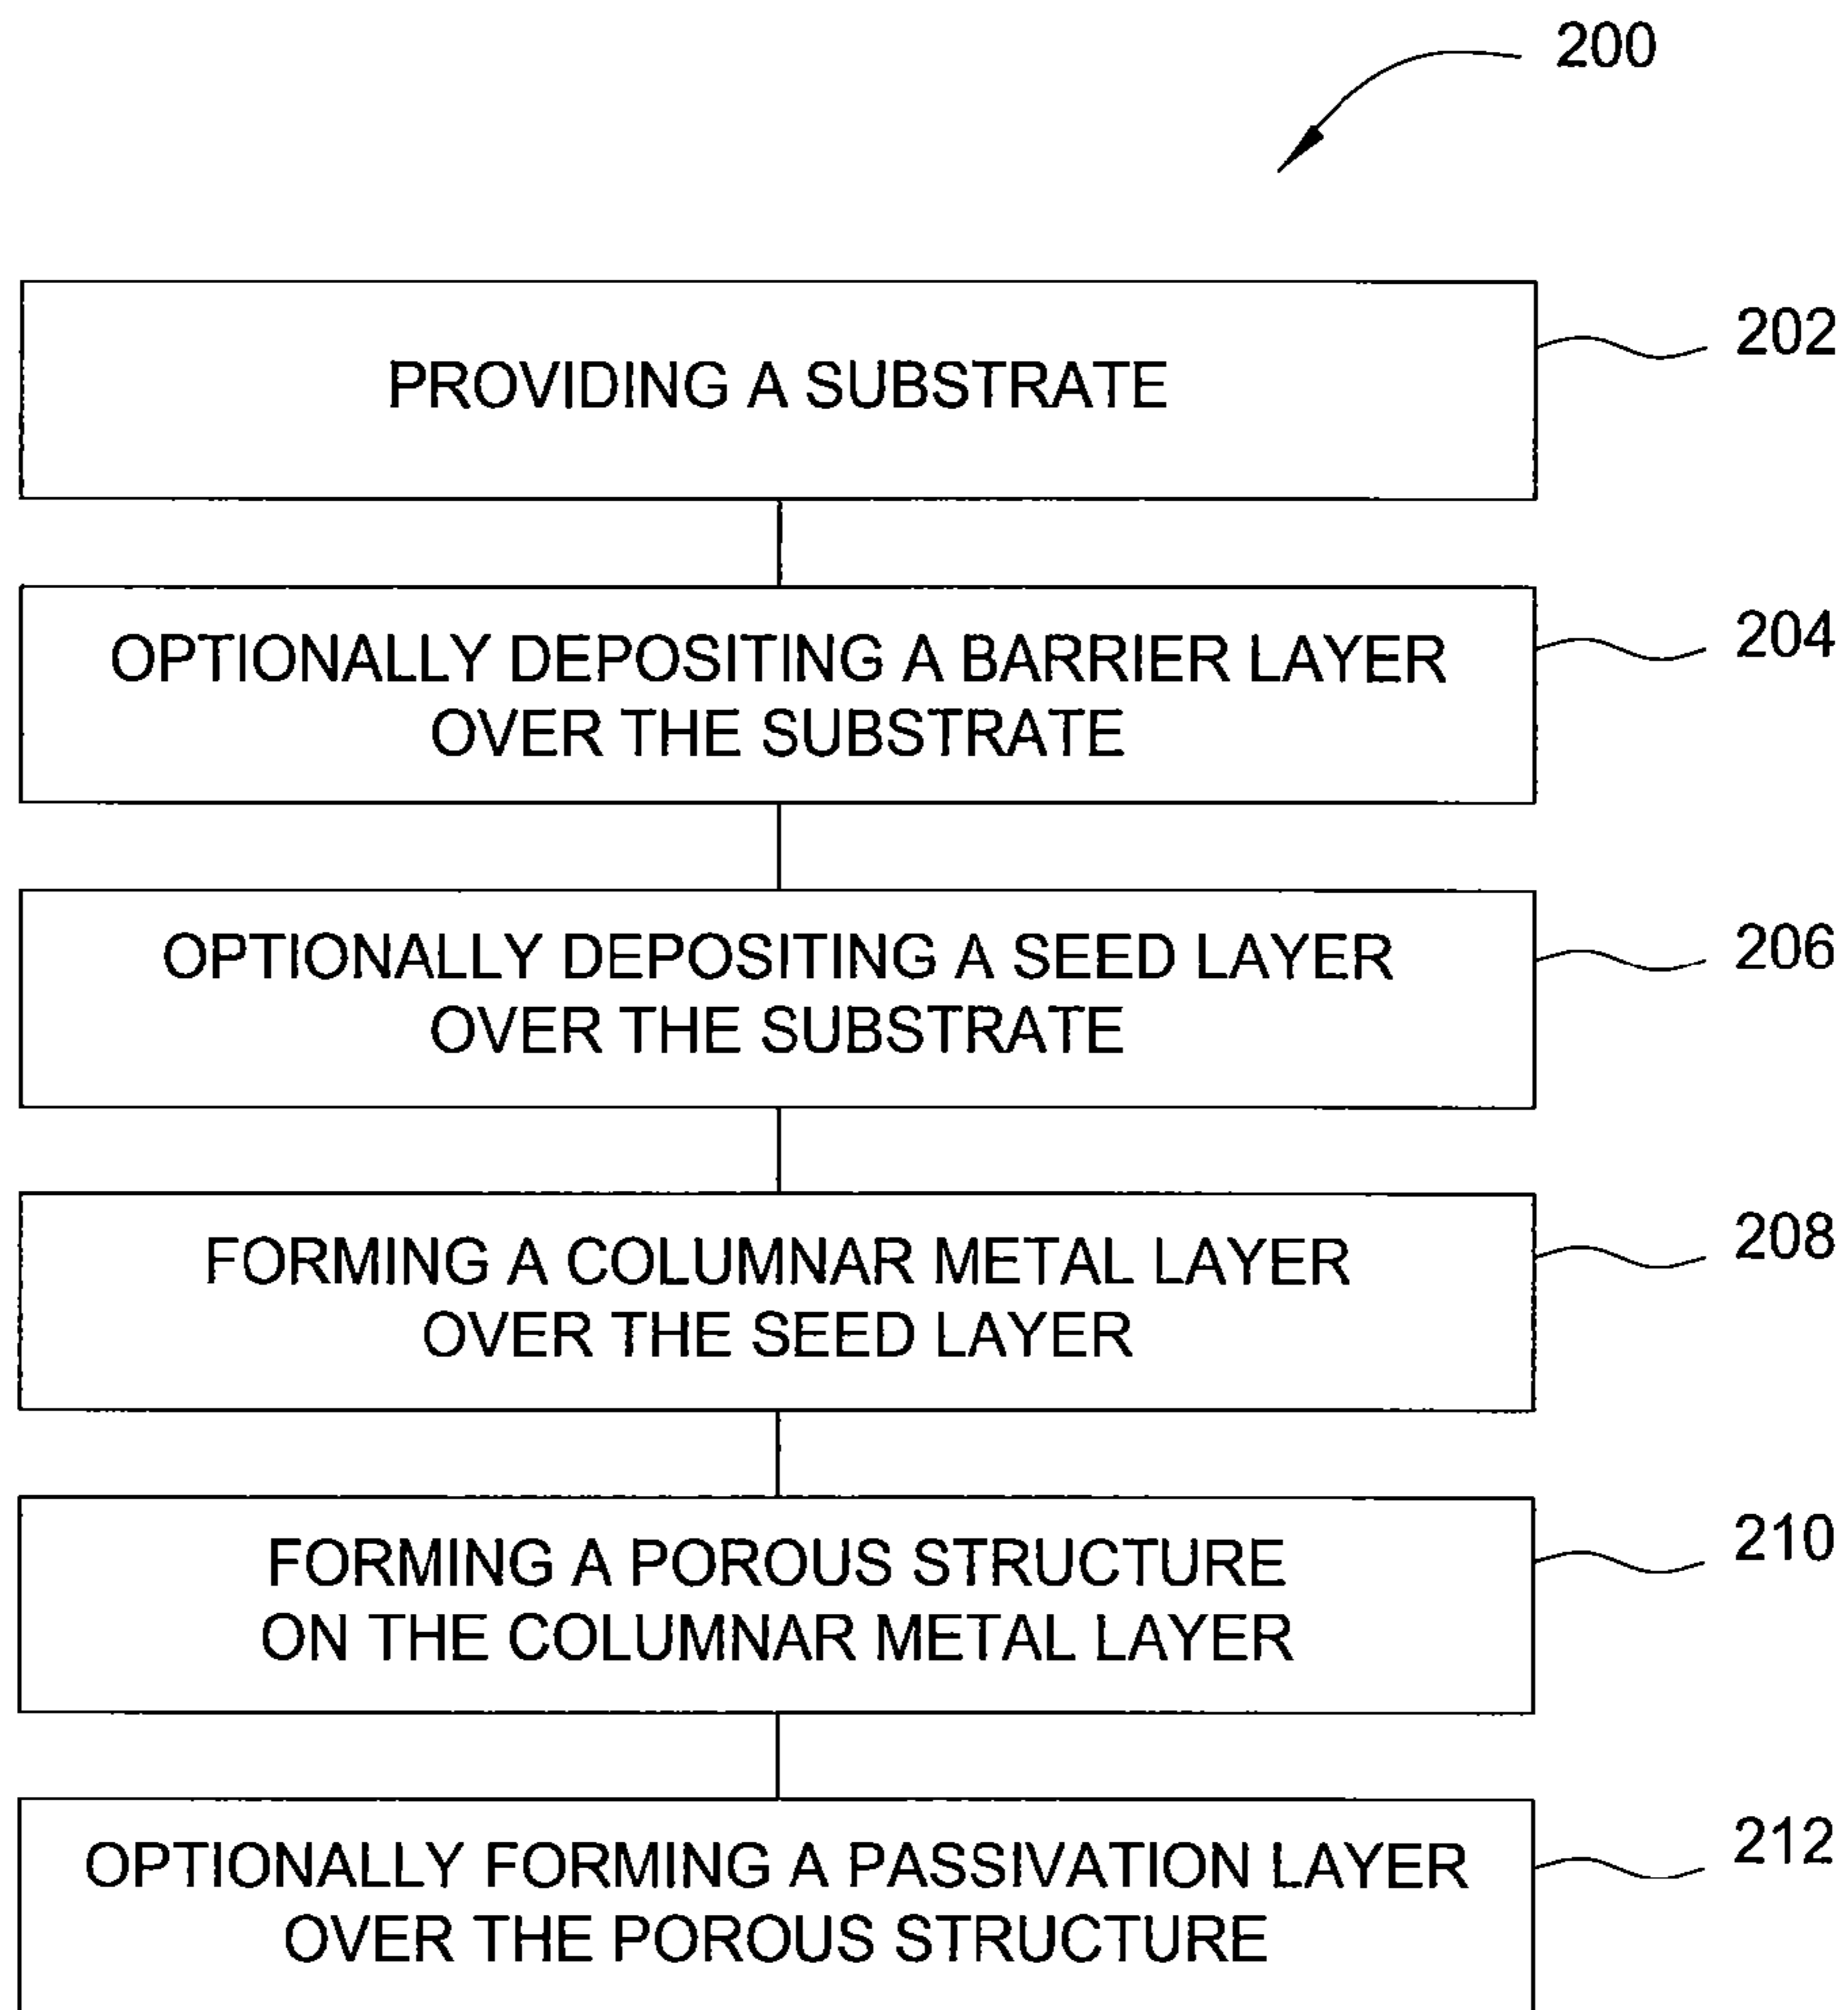 200
PROVIDING A SUBSTRATE
202
OPTIONALLY DEPOSITING A BARRIER LAYER
OVER THE SUBSTRATE
204
OPTIONALLY DEPOSITING A SEED LAYER
OVER THE SUBSTRATE
206
FORMING A COLUMNAR METAL LAYER
OVER THE SEED LAYER
208
FORMING A POROUS STRUCTURE
ON THE COLUMNAR METAL LAYER
210
OPTIONALLY FORMING A PASSIVATION LAYER
OVER THE POROUS STRUCTURE
212